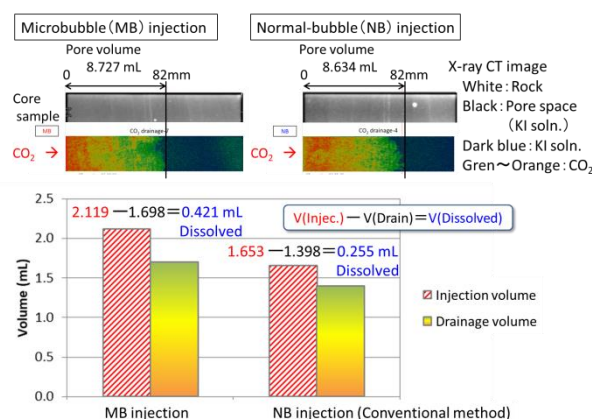 Microbubble(MB) injection
Normal-bubble(NB) injection
Pore volume
8.727 mL
0
82mm
Pore volume
8.634 mL
0
82mm
X-ray CT image
White:Rock
Black:Pore space
(KI soln.)
Dark blue:KI soln.
Gren～Orange:CO₂
Core
sample
MB
CO₂ drainage-7
NB
CO₂ drainage-4
CO₂ →
CO₂ →
2.119 —1.698=0.421 mL
Dissolved
V(Injec.) — V(Drain)=V(Dissolved)
1.653 —1.398=0.255 mL
Dissolved
Volume (mL)
2.5
2.0
1.5
1.0
0.5
0.0
Injection volume
Drainage volume
MB injection
NB injection (Conventional method)